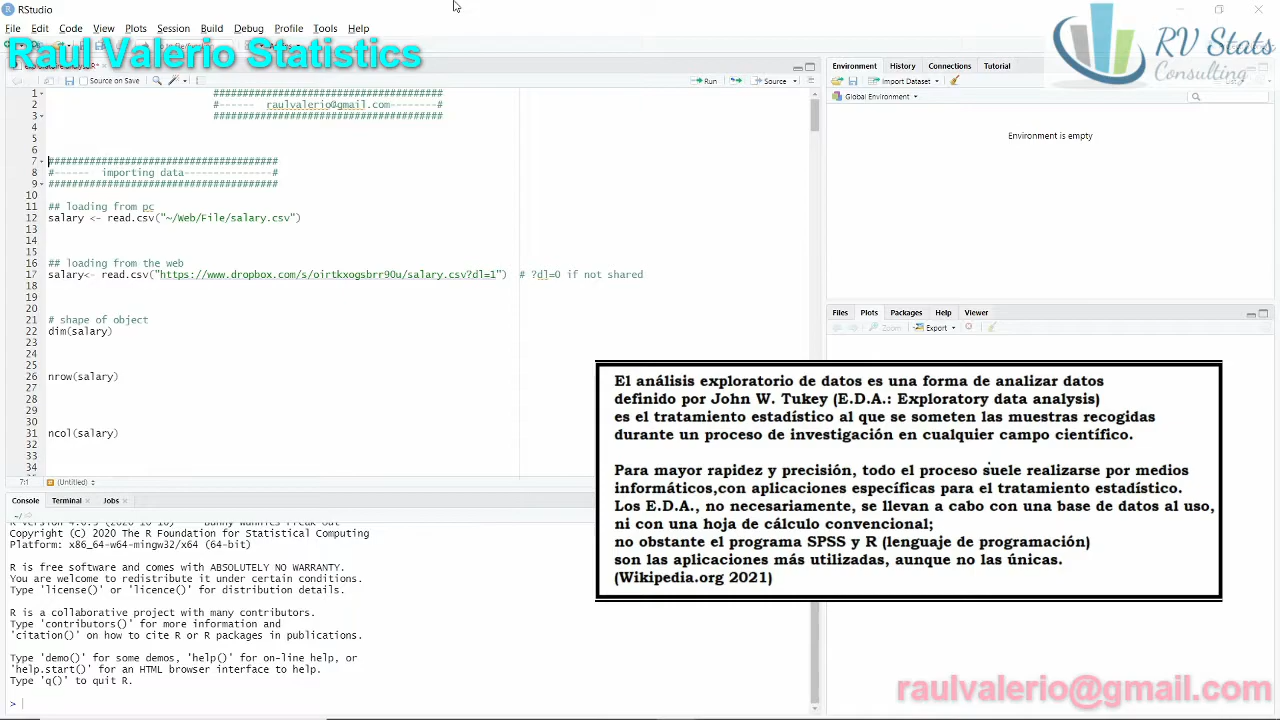 RStudio
File Edit Code View Plots Session Build Debug Profile Tools Help
Raul Valerio Statistics
RV Stats
Consulting
Source on Save
Run
Source
1 #######################################
2 #------ raulvalerio@gmail.com--------#
3 #######################################
4
5
6
7 #######################################
8 #------ importing data---------------#
9 #######################################
10
11 ## loading from pc
12 salary <- read.csv("~/Web/File/salary.csv")
13
14
15
16 ## loading from the web
17 salary<- read.csv("https://www.dropbox.com/s/oirtkxogsbrr90u/salary.csv?dl=1") # ?dl=0 if not shared
18
19
20
21 # shape of object
22 dim(salary)
23
24
25
26 nrow(salary)
27
28
29
30
31 ncol(salary)
32
33
34
7:1 (Untitled)
Console Terminal Jobs
~/
Copyright (C) 2020 The R Foundation for Statistical Computing
Platform: x86_64-w64-mingw32/x64 (64-bit)
R is free software and comes with ABSOLUTELY NO WARRANTY.
You are welcome to redistribute it under certain conditions.
Type 'license()' or 'licence()' for distribution details.
R is a collaborative project with many contributors.
Type 'contributors()' for more information and
'citation()' on how to cite R or R packages in publications.
Type 'demo()' for some demos, 'help()' for on-line help, or
'help.start()' for an HTML browser interface to help.
Type 'q()' to quit R.
>
Environment History Connections Tutorial
Import Dataset
Global Environment
Environment is empty
Files Plots Packages Help Viewer
Zoom Export
El análisis exploratorio de datos es una forma de analizar datos
definido por John W. Tukey (E.D.A.: Exploratory data analysis)
es el tratamiento estadístico al que se someten las muestras recogidas
durante un proceso de investigación en cualquier campo científico.
Para mayor rapidez y precisión, todo el proceso suele realizarse por medios
informáticos,con aplicaciones específicas para el tratamiento estadístico.
Los E.D.A., no necesariamente, se llevan a cabo con una base de datos al uso,
ni con una hoja de cálculo convencional;
no obstante el programa SPSS y R (lenguaje de programación)
son las aplicaciones más utilizadas, aunque no las únicas.
(Wikipedia.org 2021)
raulvalerio@gmail.com